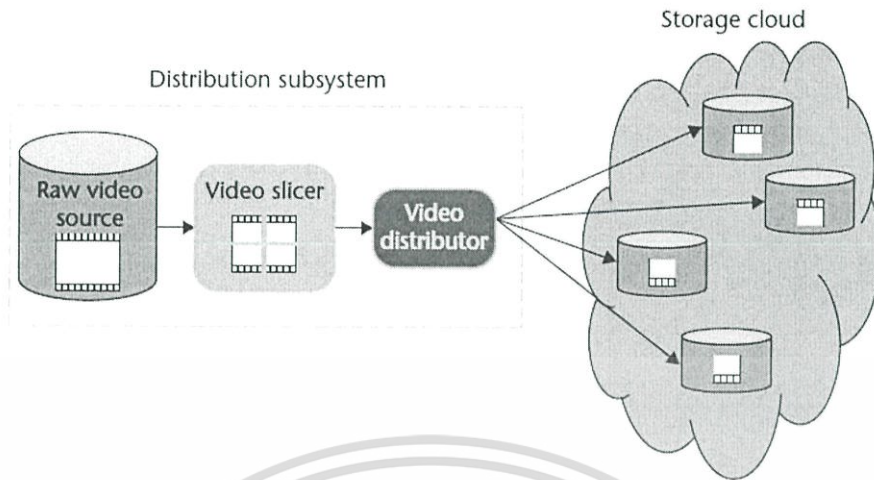 Storage cloud
Distribution subsystem
Raw video
source
Video slicer
Video
distributor